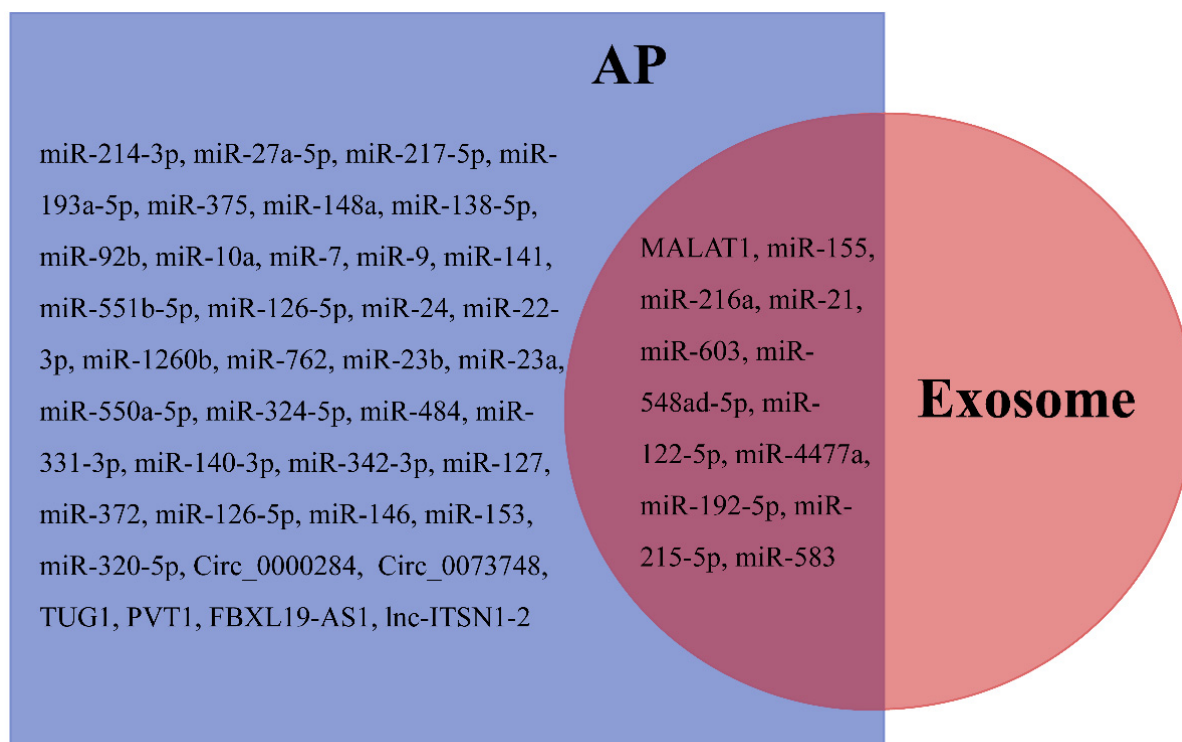 AP
miR-214-3p, miR-27a-5p, miR-217-5p, miR-
193a-5p, miR-375, miR-148a, miR-138-5p,
miR-92b, miR-10a, miR-7, miR-9, miR-141,
miR-551b-5p, miR-126-5p, miR-24, miR-22-
3p, miR-1260b, miR-762, miR-23b, miR-23a,
miR-550a-5p, miR-324-5p, miR-484, miR-
331-3p, miR-140-3p, miR-342-3p, miR-127,
miR-372, miR-126-5p, miR-146, miR-153,
miR-320-5p, Circ_0000284, Circ_0073748,
TUG1, PVT1, FBXL19-AS1, lnc-ITSN1-2
MALAT1, miR-155,
miR-216a, miR-21,
miR-603, miR-
548ad-5p, miR-
122-5p, miR-4477a,
miR-192-5p, miR-
215-5p, miR-583
Exosome